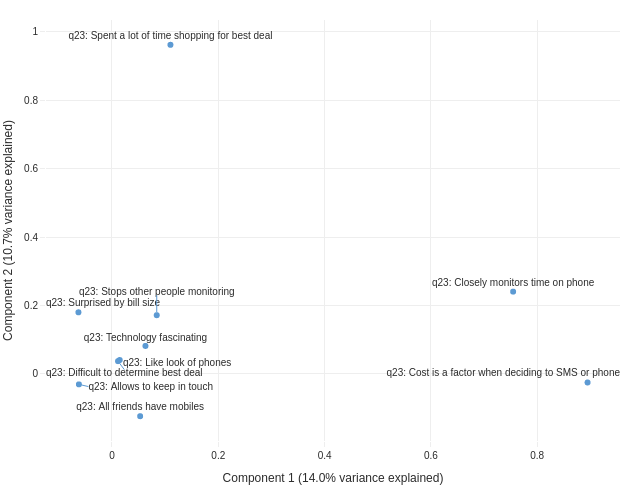 1
q23: Spent a lot of time shopping for best deal
0.8
0.6
0.4
Component 2 (10.7% variance explained)
q23: Closely monitors time on phone
q23: Stops other people monitoring
q23: Surprised by bill size
0.2
q23: Technology fascinating
q23: Like look of phones
q23: Difficult to determine best deal
0
q23: Cost is a factor when deciding to SMS or phone
q23: Allows to keep in touch
q23: All friends have mobiles
0
0.2
0.4
0.6
0.8
Component 1 (14.0% variance explained)